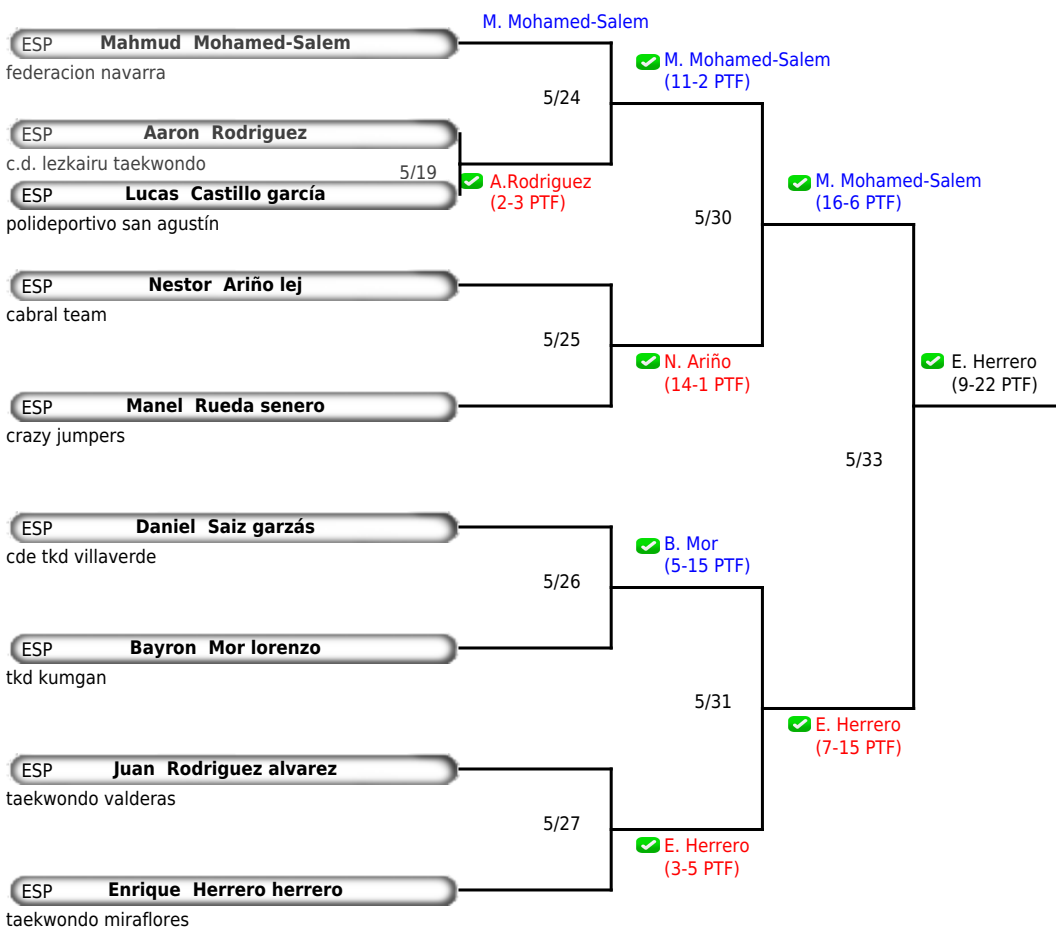 M. Mohamed-Salem
ESP Mahmud Mohamed-Salem
federacion navarra
M. Mohamed-Salem
(11-2 PTF)
5/24
ESP Aaron Rodriguez
c.d. lezkairu taekwondo
5/19
A.Rodriguez
(2-3 PTF)
ESP Lucas Castillo garcía
polideportivo san agustín
M. Mohamed-Salem
(16-6 PTF)
5/30
ESP Nestor Ariño lej
cabral team
5/25
N. Ariño
(14-1 PTF)
E. Herrero
(9-22 PTF)
ESP Manel Rueda senero
crazy jumpers
5/33
ESP Daniel Saiz garzás
cde tkd villaverde
B. Mor
(5-15 PTF)
5/26
ESP Bayron Mor lorenzo
tkd kumgan
5/31
E. Herrero
(7-15 PTF)
ESP Juan Rodriguez alvarez
taekwondo valderas
5/27
E. Herrero
(3-5 PTF)
ESP Enrique Herrero herrero
taekwondo miraflores